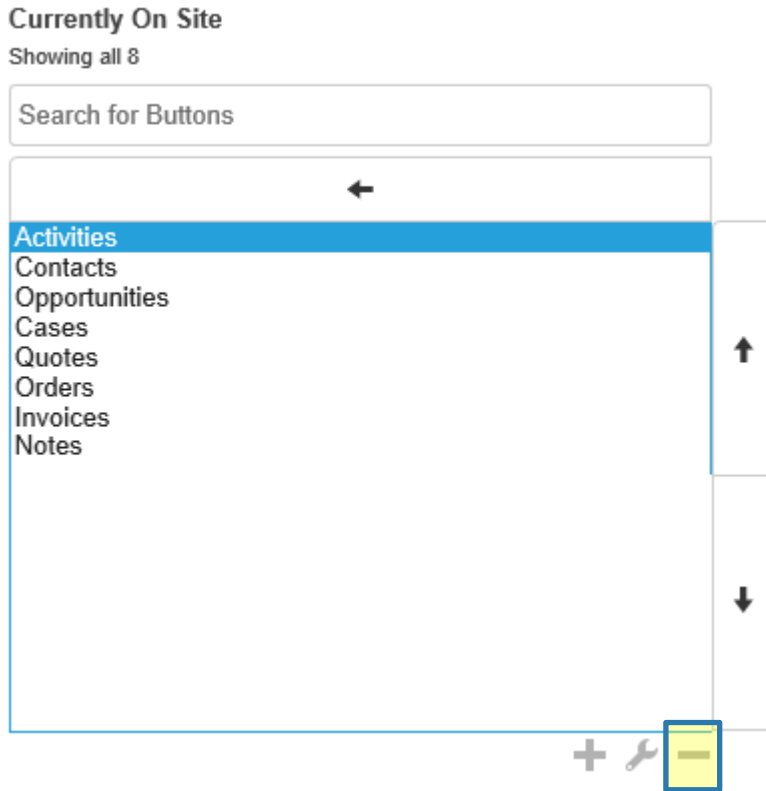 Currently On Site
Showing all 8
Search for Buttons
Activities
Contacts
Opportunities
Cases
Quotes
Orders
Invoices
Notes